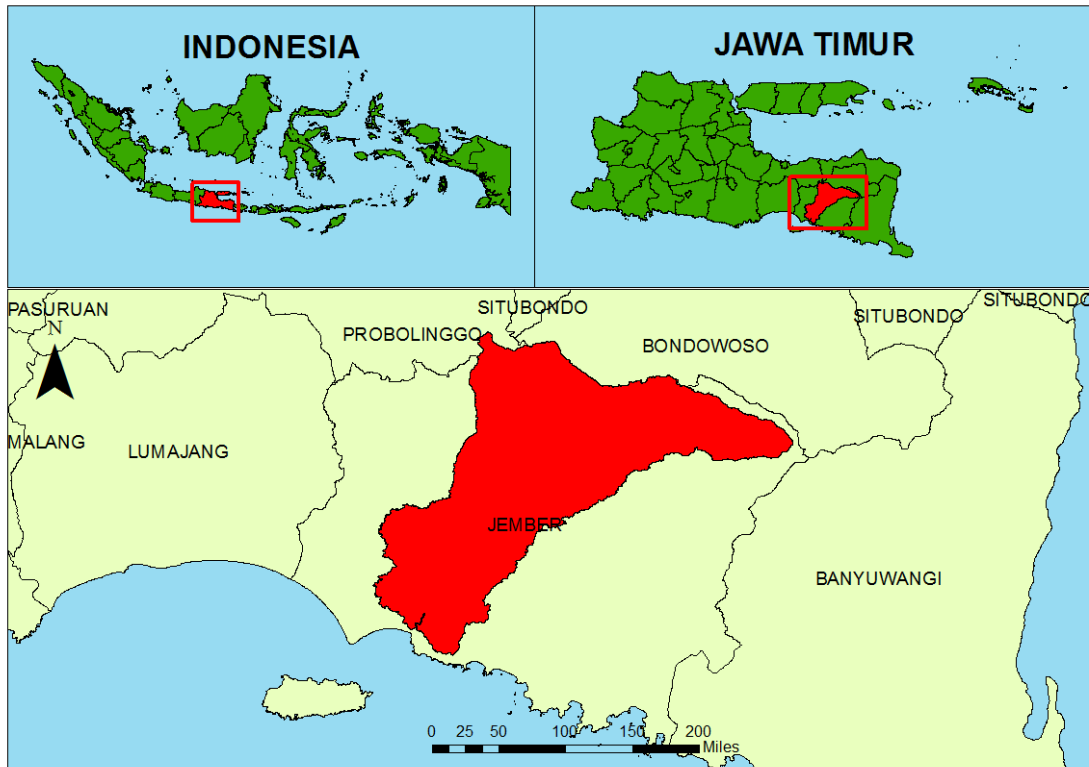 INDONESIA
JAWA TIMUR
PASURUAN
SITUBONDO
SITUBONDO
SITUBONDO
N
PROBOLINGGO
BONDOWOSO
MALANG
LUMAJANG
JEMBER
BANYUWANGI
0 25 50 100 150 200
Miles